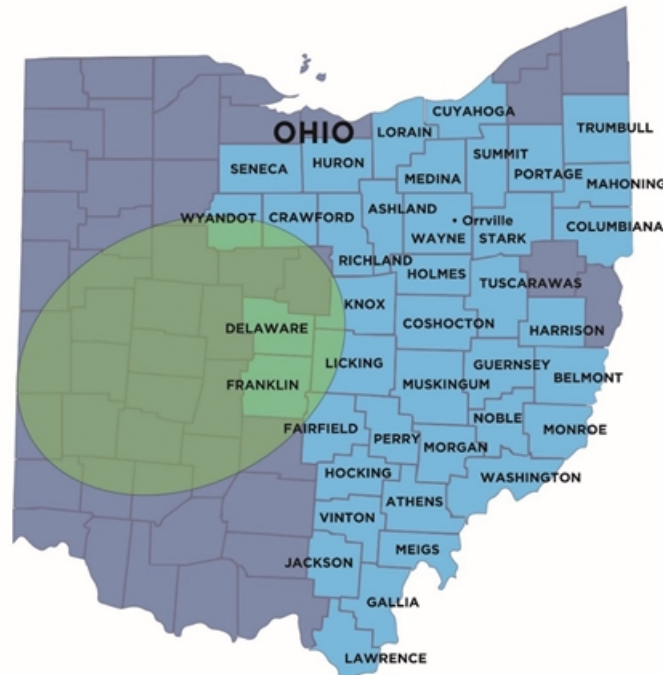 CUYAHOGA
OHIO
LORAIN
TRUMBULL
SENECA
HURON
SUMMIT
MEDINA
PORTAGE
MAHONING
WYANDOT
CRAWFORD
ASHLAND
• Orrville
COLUMBIANA
WAYNE
STARK
RICHLAND
HOLMES
TUSCARAWAS
KNOX
DELAWARE
COSHOCTON
HARRISON
LICKING
GUERNSEY
FRANKLIN
MUSKINGUM
BELMONT
NOBLE
FAIRFIELD
PERRY
MORGAN
MONROE
HOCKING
WASHINGTON
ATHENS
VINTON
MEIGS
JACKSON
GALLIA
LAWRENCE